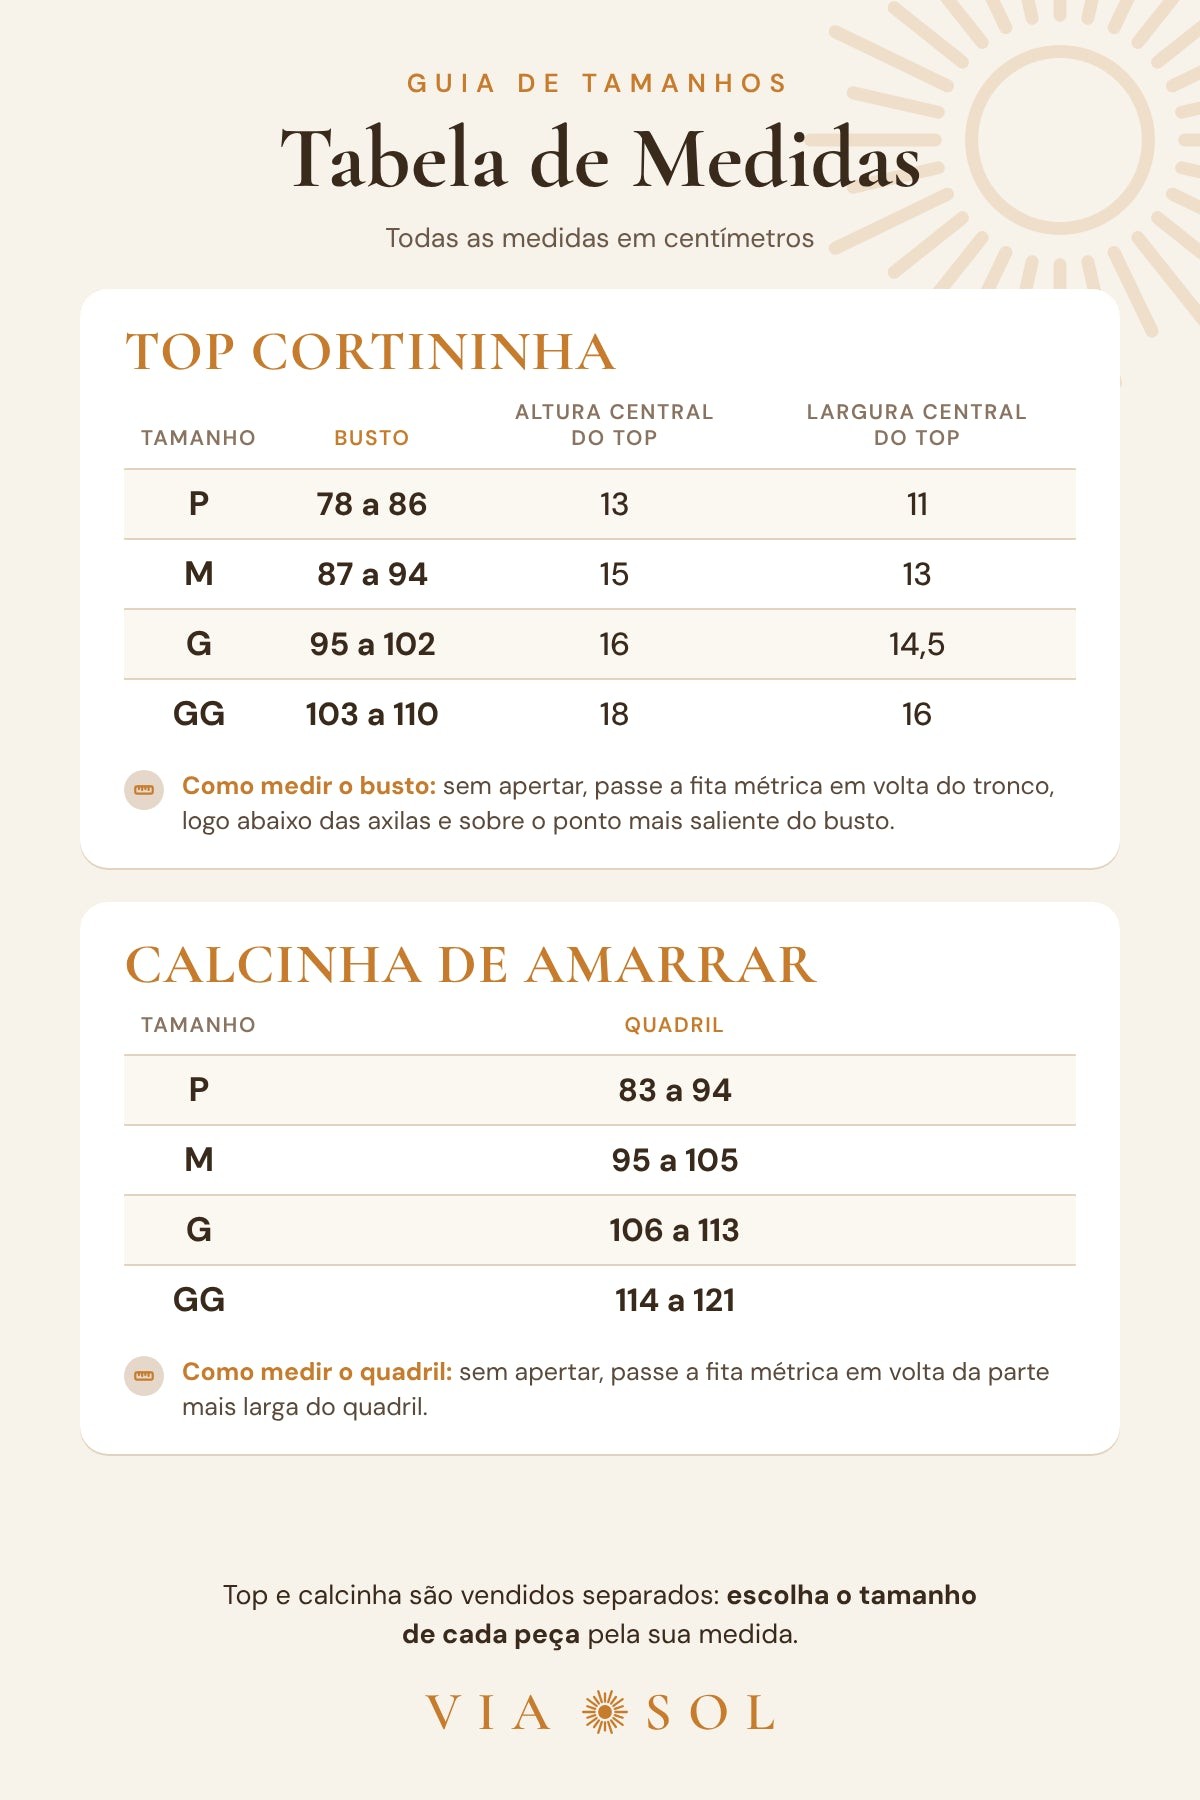 GUIA DE TAMANHOS
Tabela de Medidas
Todas as medidas em centímetros
TOP CORTININHA
TAMANHO BUSTO ALTURA CENTRAL DO TOP LARGURA CENTRAL DO TOP
P 78 a 86 13 11
M 87 a 94 15 13
G 95 a 102 16 14,5
GG 103 a 110 18 16
Como medir o busto: sem apertar, passe a fita métrica em volta do tronco,
logo abaixo das axilas e sobre o ponto mais saliente do busto.
CALCINHA DE AMARRAR
TAMANHO QUADRIL
P 83 a 94
M 95 a 105
G 106 a 113
GG 114 a 121
Como medir o quadril: sem apertar, passe a fita métrica em volta da parte
mais larga do quadril.
Top e calcinha são vendidos separados: escolha o tamanho
de cada peça pela sua medida.
VIA SOL